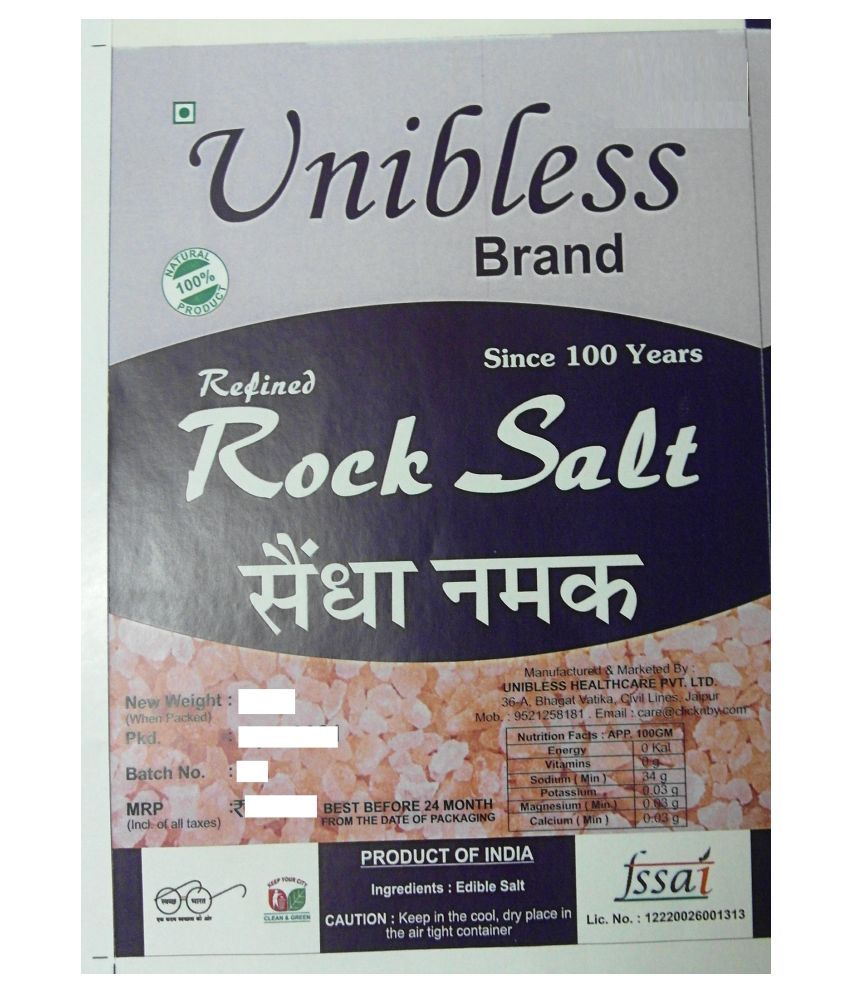 Unibless
Brand
NATURAL
100%
PRODUCT
Since 100 Years
Refined
Rock Salt
सैंधा नमक
Manufactured & Marketed By :
UNIBLESS HEALTHCARE PVT. LTD.
36-A, Bhagat Vatika, Civil Lines, Jaipur
Mob. : 9521258181 . Email : care@clicknby.com
New Weight :
(When Packed)
Pkd. :
Batch No. :
MRP :₹
(Incl. of all taxes)
BEST BEFORE 24 MONTH
FROM THE DATE OF PACKAGING
Nutrition Facts : APP. 100GM
Energy 0 Kal
Vitamins 0 g
Sodium ( Min ) 34 g
Potassium 0.03 g
Magnesium ( Min ) 0.03 g
Calcium ( Min ) 0.03 g
स्वच्छ भारत
एक कदम स्वच्छता की ओर
KEEP YOUR CITY
CLEAN & GREEN
PRODUCT OF INDIA
Ingredients : Edible Salt
CAUTION : Keep in the cool, dry place in
the air tight container
fssai
Lic. No. : 12220026001313